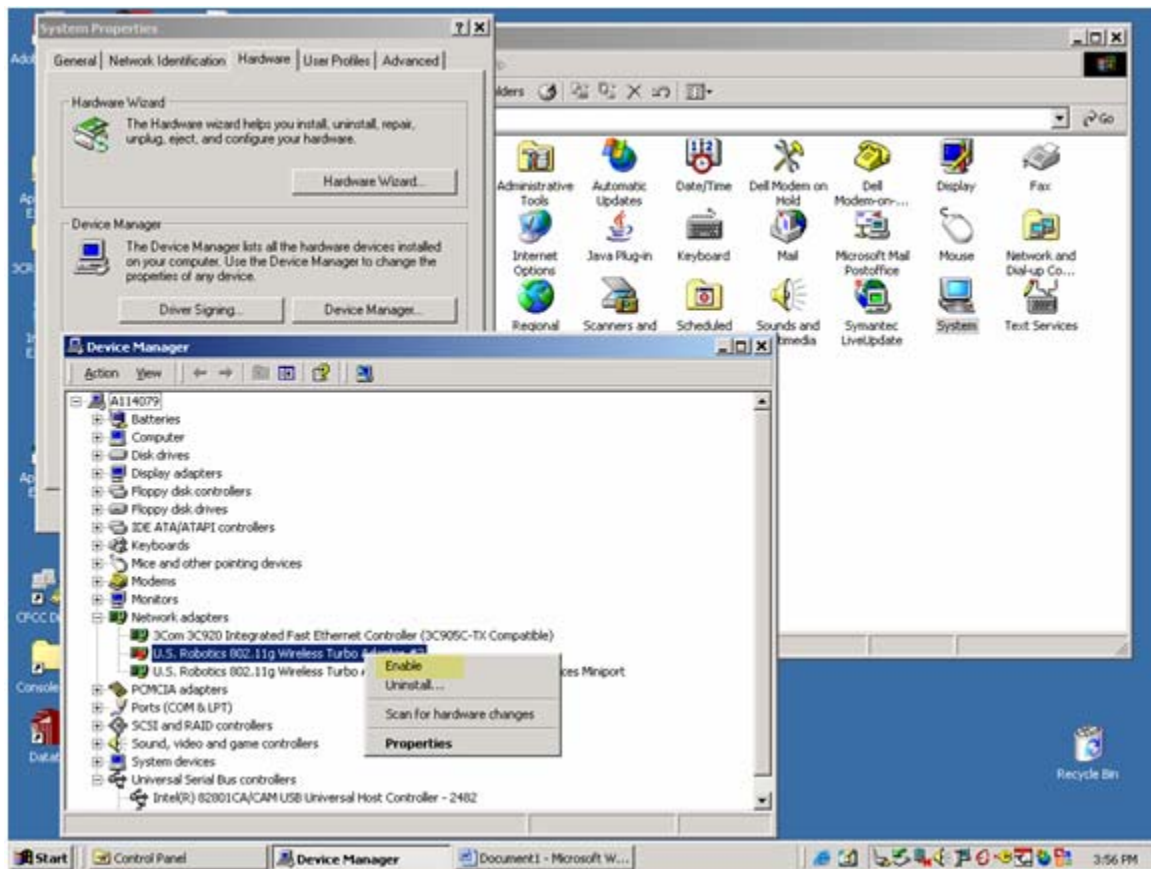 System Properties
General Network Identification Hardware User Profiles Advanced
Hardware Wizard
The Hardware wizard helps you install, uninstall, repair,
unplug, eject, and configure your hardware.
Hardware Wizard...
Device Manager
The Device Manager lists all the hardware devices installed
on your computer. Use the Device Manager to change the
properties of any device.
Driver Signing... Device Manager...
Go
Administrative Tools
Automatic Updates
Date/Time
Dell Modem on Hold
Dell Modem-on-...
Display
Fax
Internet Options
Java Plug-in
Keyboard
Mail
Microsoft Mail Postoffice
Mouse
Network and Dial-up Co...
Regional
Scanners and
Scheduled
Sounds and
Symantec LiveUpdate
System
Text Services
Device Manager
Action View
A114079
Batteries
Computer
Disk drives
Display adapters
Floppy disk controllers
Floppy disk drives
IDE ATA/ATAPI controllers
Keyboards
Mice and other pointing devices
Modems
Monitors
Network adapters
3Com 3C920 Integrated Fast Ethernet Controller (3C905C-TX Compatible)
U.S. Robotics 802.11g Wireless Turbo
U.S. Robotics 802.11g Wireless Turbo Miniport
PCMCIA adapters
Ports (COM & LPT)
SCSI and RAID controllers
Sound, video and game controllers
System devices
Universal Serial Bus controllers
Intel(R) 82801CA/CAM USB Universal Host Controller - 2482
Enable
Uninstall...
Scan for hardware changes
Properties
Console
Recycle Bin
Start
Control Panel
Device Manager
Document1 - Microsoft W...
3:56 PM